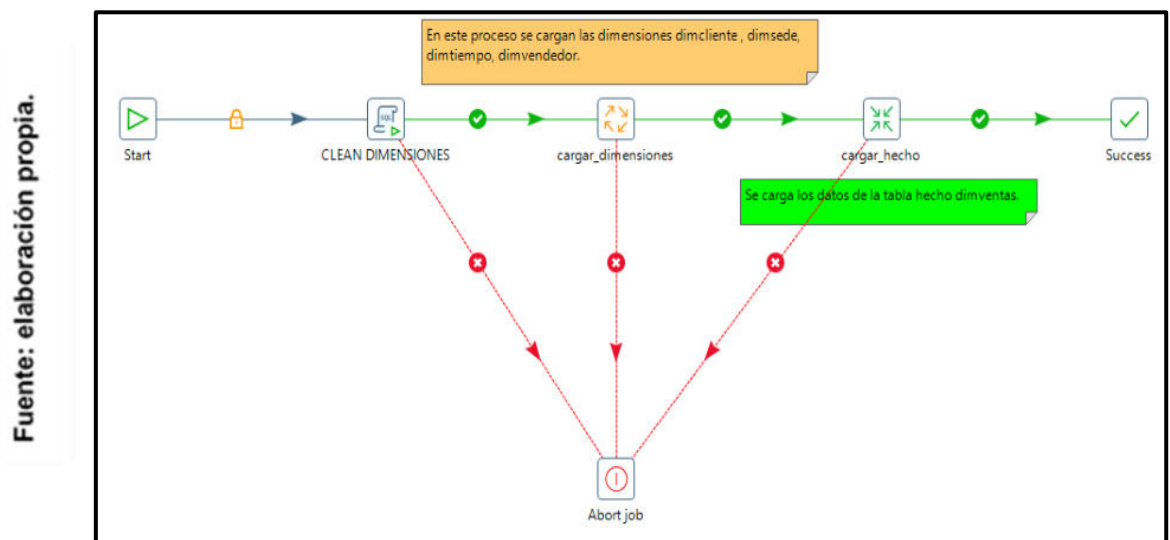 Fuente: elaboración propia.
En este proceso se cargan las dimensiones dimcliente , dimsede,
dimtiempo, dimvendedor.
Start
CLEAN DIMENSIONES
cargar_dimensiones
cargar_hecho
Success
Se carga los datos de la tabla hecho dimventas.
Abort job